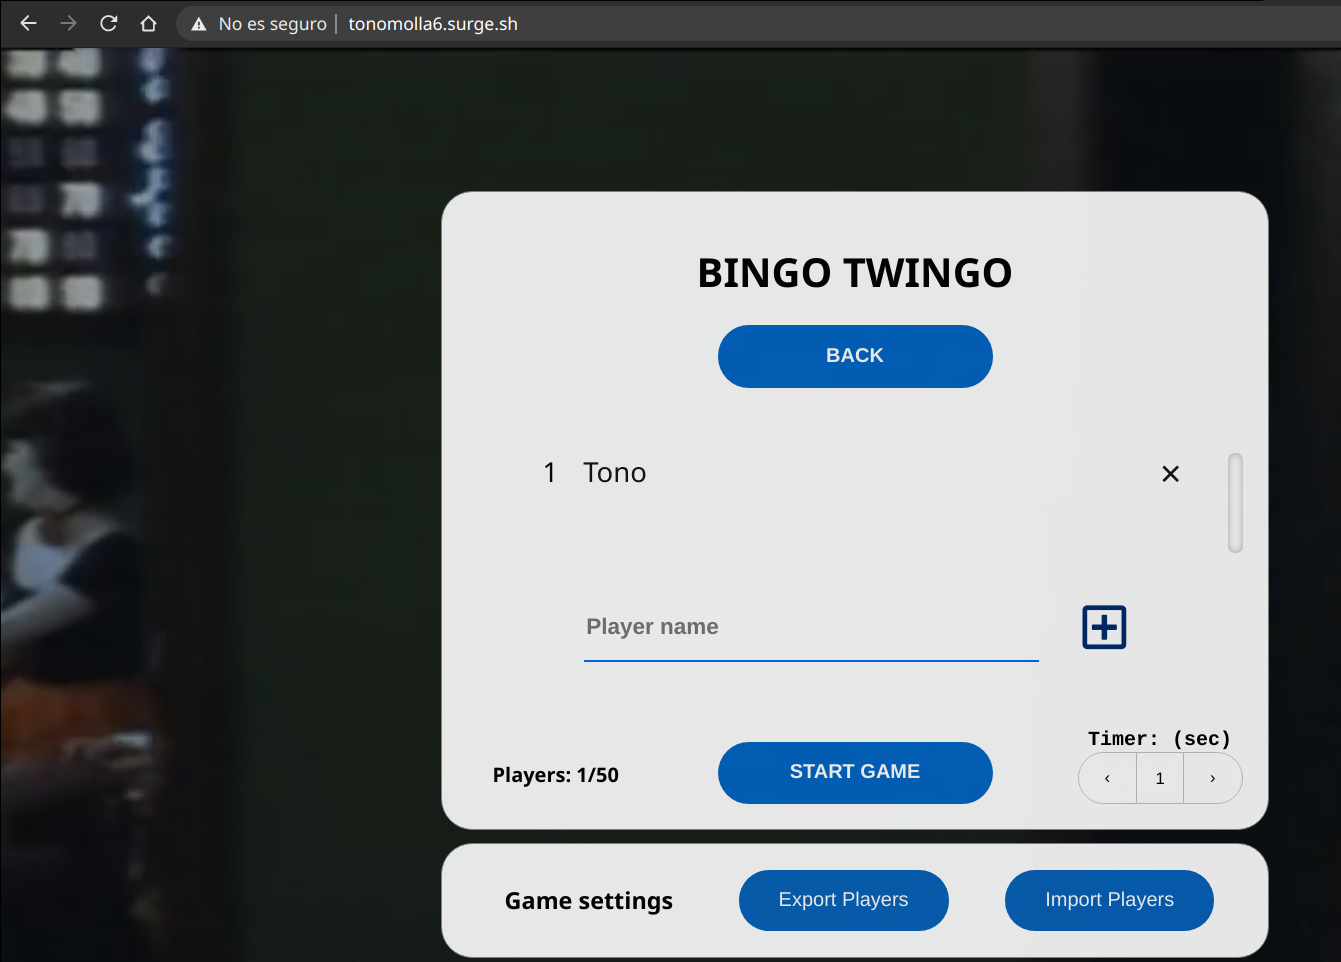 No es seguro | tonomolla6.surge.sh
BINGO TWINGO
BACK
1 Tono ×
Player name
Timer: (sec)
Players: 1/50
START GAME
‹ 1 ›
Game settings
Export Players
Import Players